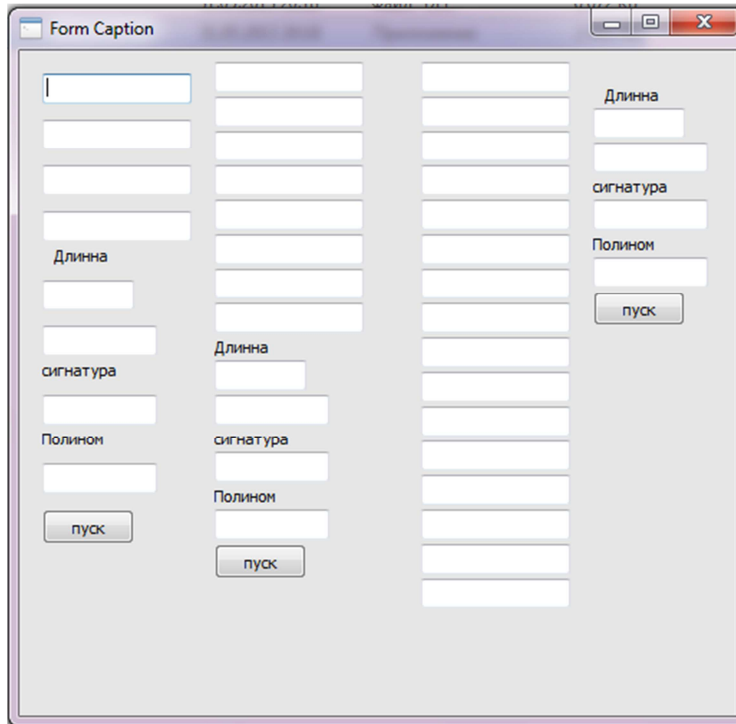 Form Caption
Длинна
сигнатура
Полином
пуск
Длинна
сигнатура
Полином
пуск
Длинна
сигнатура
Полином
пуск